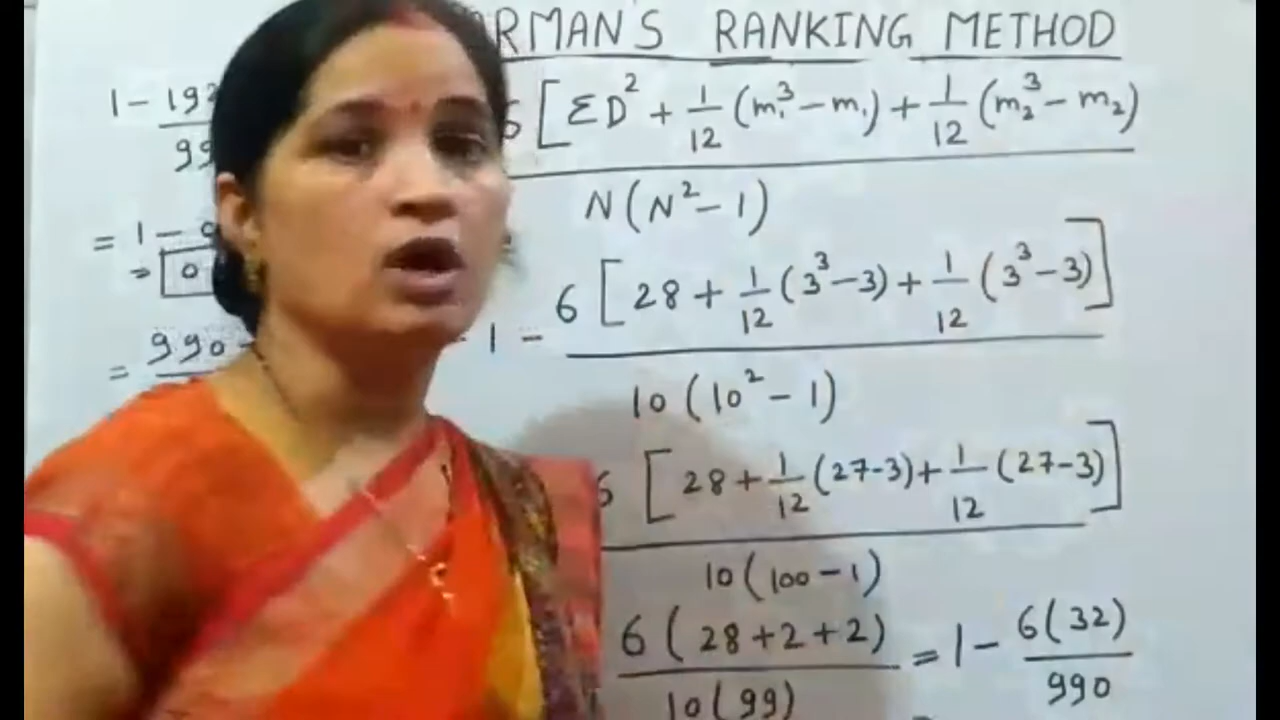 RMAN'S RANKING METHOD
6 [ΣD² + 1/12 (m₁³ - m₁) + 1/12 (m₂³ - m₂)
N(N² - 1)
1 - 6 [28 + 1/12 (3³ - 3) + 1/12 (3³ - 3)]
10 (10² - 1)
6 [28 + 1/12 (27-3) + 1/12 (27-3)]
10 (100 - 1)
6 (28 + 2 + 2) = 1 - 6(32)
10(99) 990
1 - 19
99
= 1 -
⇒ 0
= 990 -